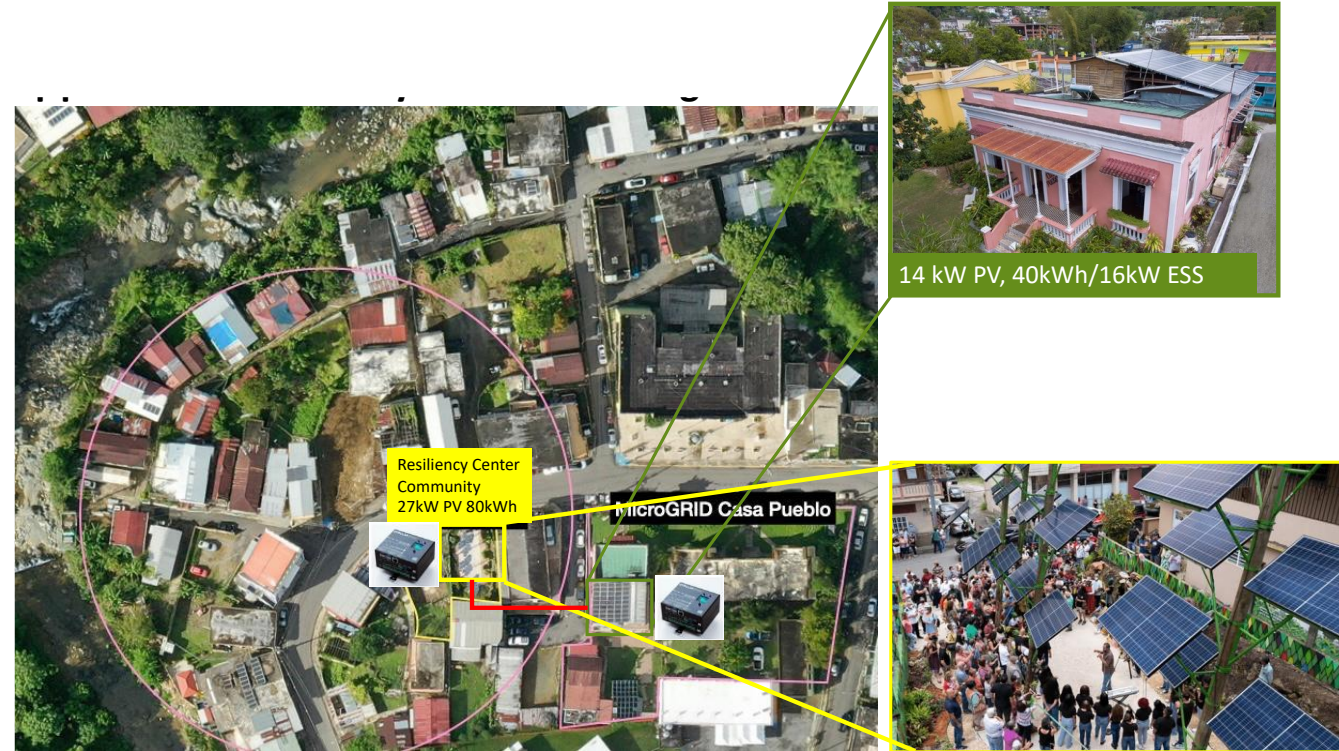 14 kW PV, 40kWh/16kW ESS
Resiliency Center
Community
27kW PV 80kWh
MicroGRID Casa Pueblo